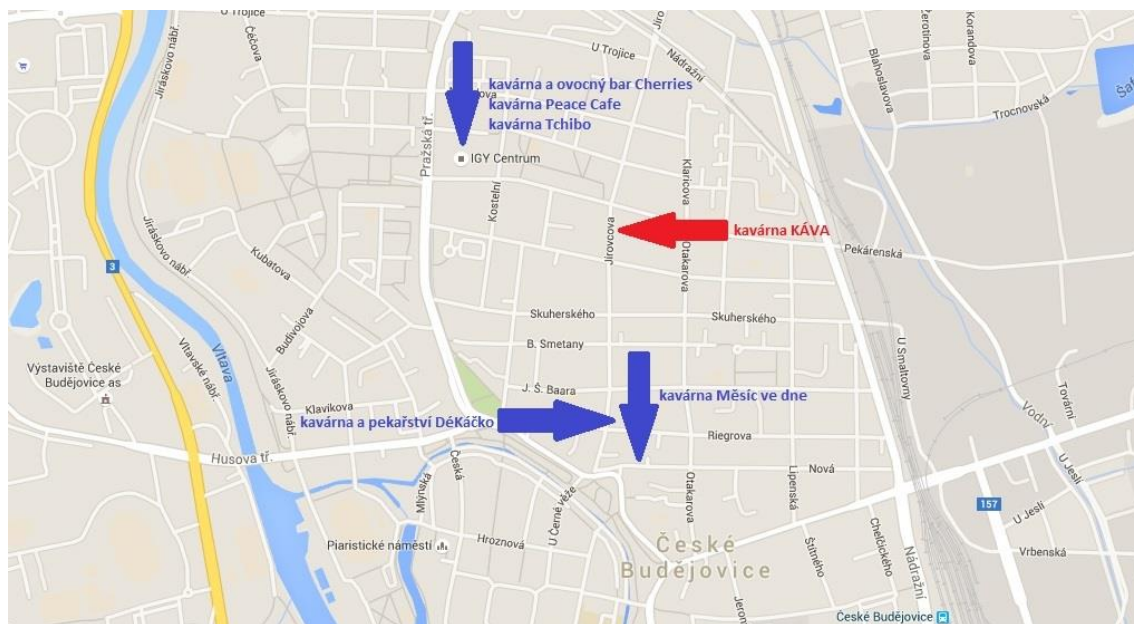 U Trojice
Jírovcova
Nádražní
U Trojice
Jiráskovo nábř.
Čéčova
Blahoslavova
Korandova
Trocnovská
kavárna a ovocný bar Cherries
kavárna Peace Cafe
kavárna Tchibo
Pražská tř.
IGY Centrum
Klaricova
Kostelní
kavárna KÁVA
Jírovcova
Otakarova
Pekárenská
Jiráskovo nábř.
Kubatova
3
Skuherského
Skuherského
Budivojova
B. Smetany
U Smaltovny
Vltava
Vltavské nábř.
Výstaviště České
Budějovice as
Jiráskovo nábř.
J. Š. Baara
kavárna Měsíc ve dne
Klavíkova
kavárna a pekařství DéKáčko
Vodní
Tovární
Riegrova
Husova tř.
Česká
Nová
Otakarova
Lipenská
U Jeslí
Mlýnská
U Černé věže
157
U Jeslí
Piaristické náměstí
Hroznová
České
Budějovice
Štítného
Chelčického
Nádražní
Vrbenská
České Budějovice